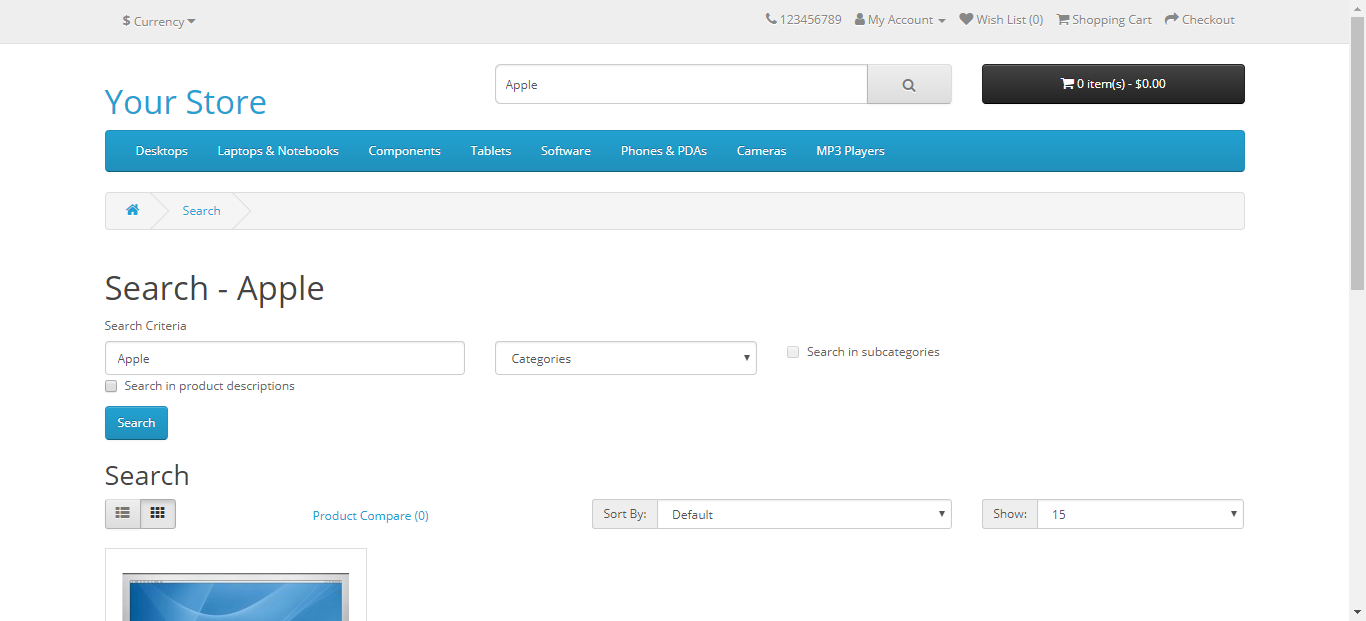 $ Currency
123456789 My Account Wish List (0) Shopping Cart Checkout
Your Store
Apple
0 item(s) - $0.00
Desktops Laptops & Notebooks Components Tablets Software Phones & PDAs Cameras MP3 Players
Search
Search - Apple
Search Criteria
Apple
Categories
Search in subcategories
Search in product descriptions
Search
Search
Product Compare (0)
Sort By: Default
Show: 15